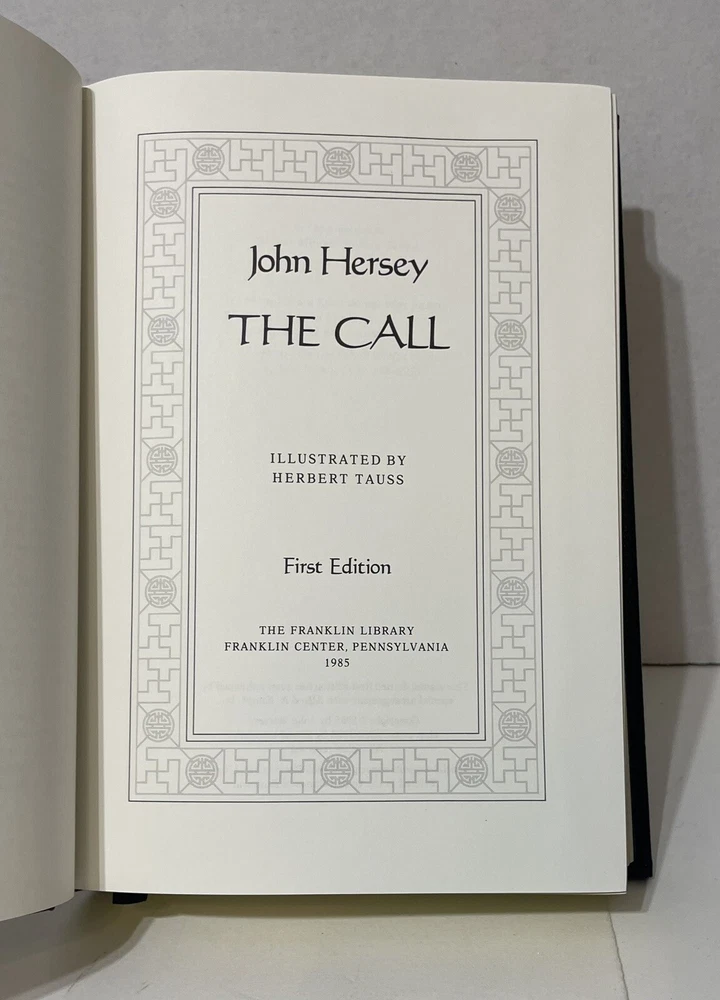 John Hersey
THE CALL
ILLUSTRATED BY
HERBERT TAUSS
First Edition
THE FRANKLIN LIBRARY
FRANKLIN CENTER, PENNSYLVANIA
1985